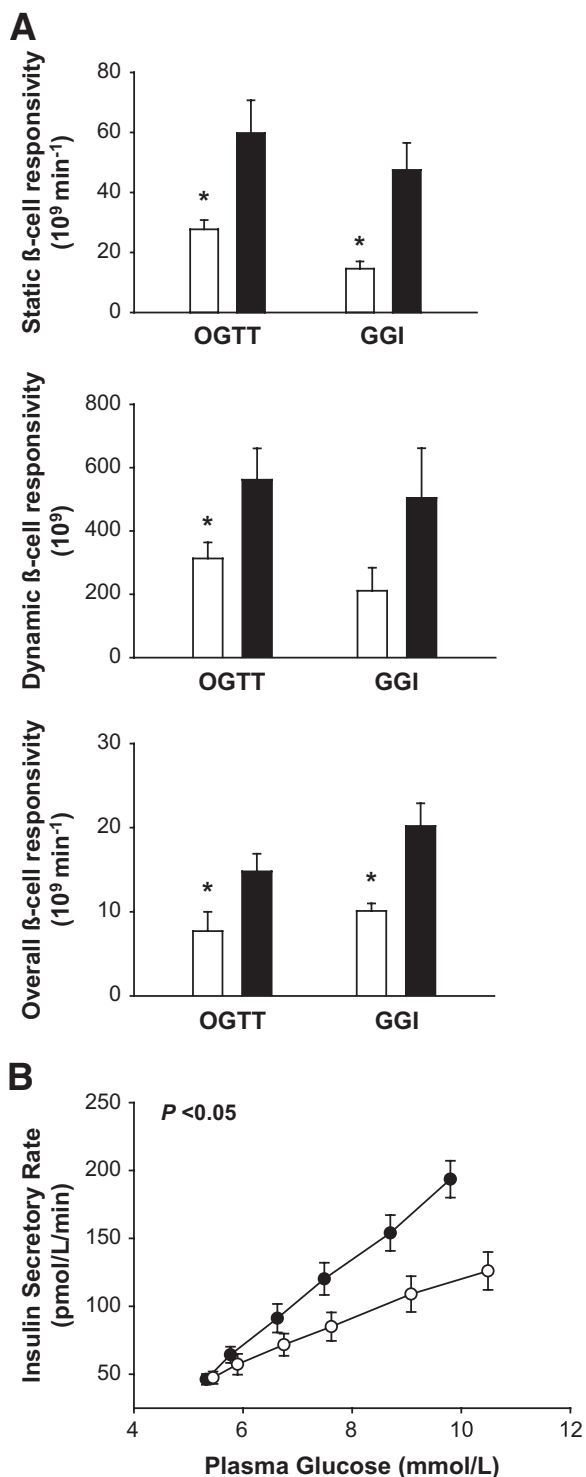 A
Static ß-cell responsivity
(10⁹ min⁻¹)
80
60
40
20
0
*
*
OGTT
GGI
Dynamic ß-cell responsivity
(10⁹)
800
600
400
200
0
*
OGTT
GGI
Overall ß-cell responsivity
(10⁹ min⁻¹)
30
20
10
0
*
*
OGTT
GGI
B
P <0.05
Insulin Secretory Rate
(pmol/L/min)
250
200
150
100
50
4
6
8
10
12
Plasma Glucose (mmol/L)